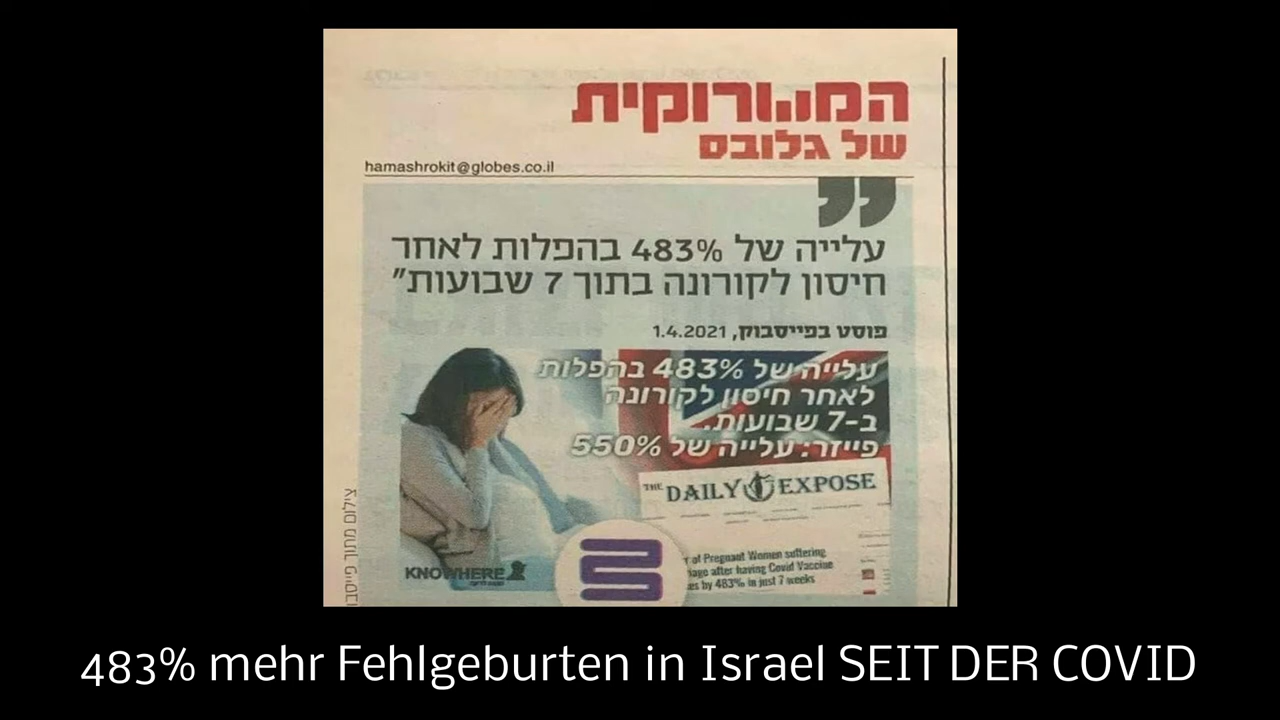 המשרוקית
של גלובס
hamashrokit@globes.co.il
”
עלייה של 483% בהפלות לאחר
חיסון לקורונה בתוך 7 שבועות"
פוסט בפייסבוק, 1.4.2021
עלייה של 483% בהפלות
לאחר חיסון לקורונה
ב-7 שבועות.
פייזר: עלייה של 550%
THE DAILY EXPOSE
r of Pregnant Women suffering
iage after having Covid Vaccine
es by 483% in just 7 weeks
KNOWHERE
צילום מתוך פייסבו
483% mehr Fehlgeburten in Israel SEIT DER COVID